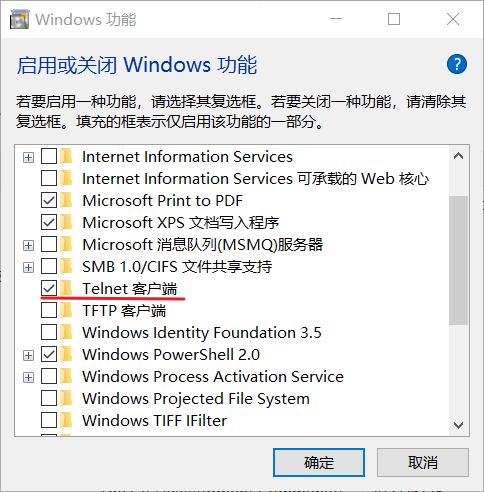 Windows 功能
启用或关闭 Windows 功能
?
若要启用一种功能，请选择其复选框。若要关闭一种功能，请清除其
复选框。填充的框表示仅启用该功能的一部分。
Internet Information Services
Internet Information Services 可承载的 Web 核心
Microsoft Print to PDF
Microsoft XPS 文档写入程序
Microsoft 消息队列(MSMQ)服务器
SMB 1.0/CIFS 文件共享支持
Telnet 客户端
TFTP 客户端
Windows Identity Foundation 3.5
Windows PowerShell 2.0
Windows Process Activation Service
Windows Projected File System
Windows TIFF IFilter
确定
取消